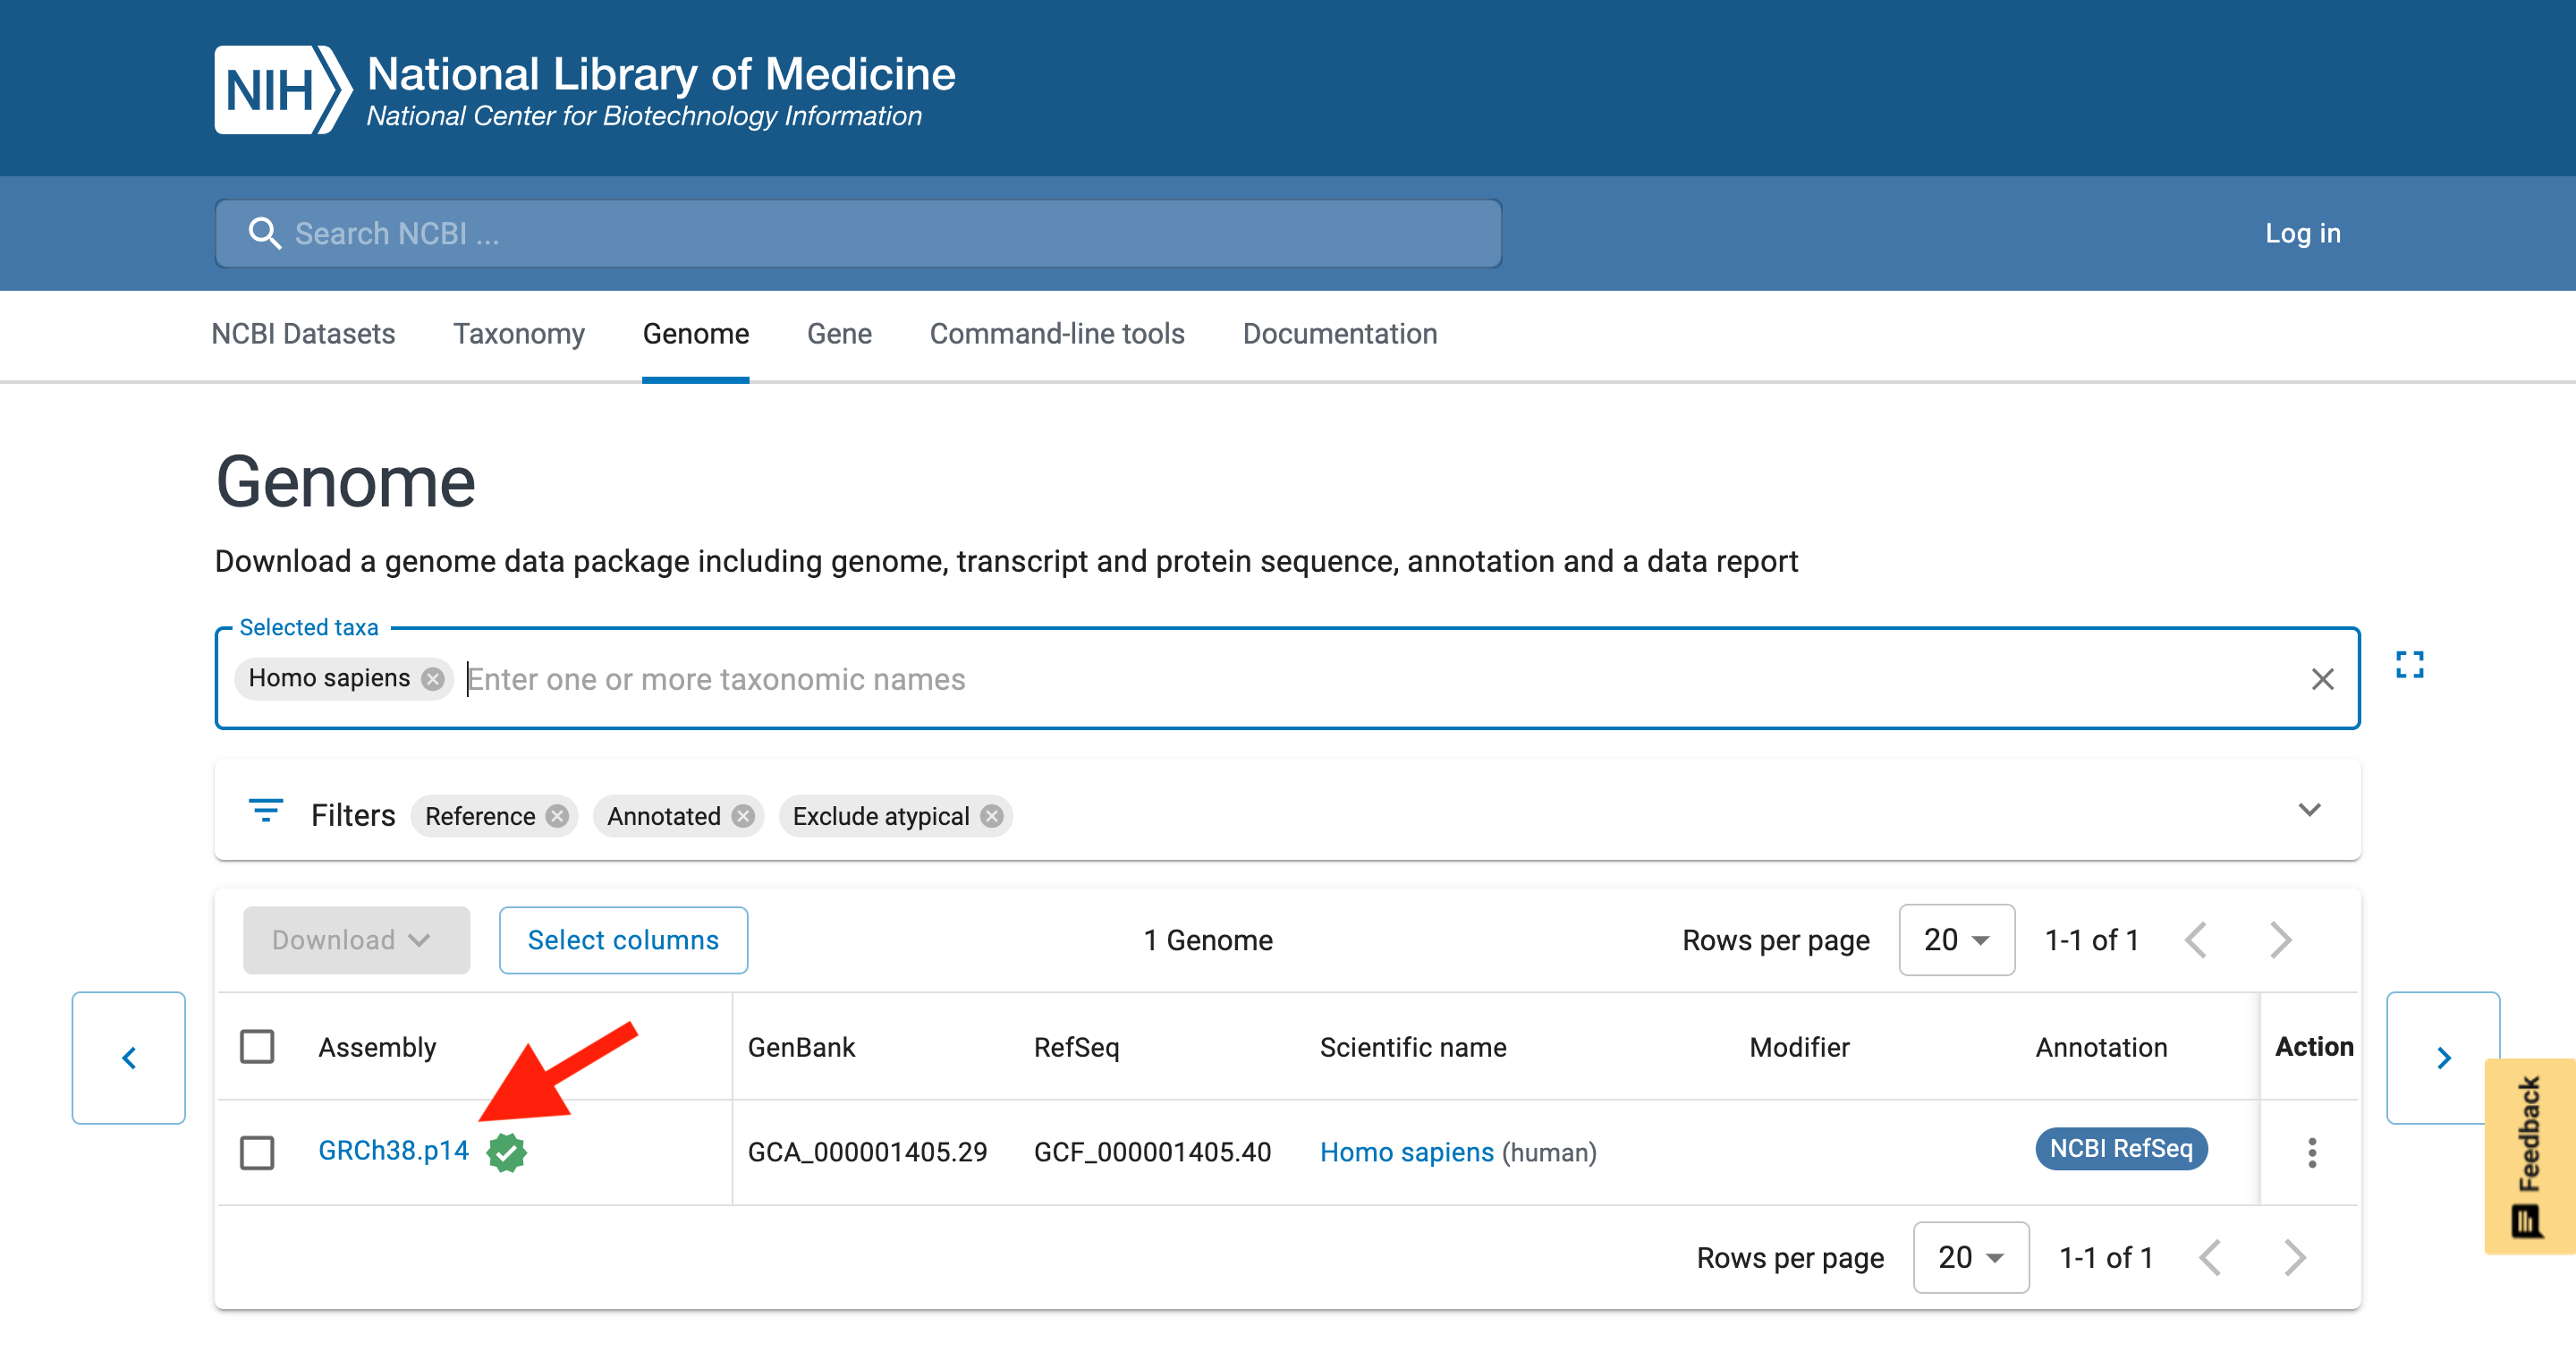 NIH National Library of Medicine
National Center for Biotechnology Information
Search NCBI ...
Log in
NCBI Datasets Taxonomy Genome Gene Command-line tools Documentation
Genome
Download a genome data package including genome, transcript and protein sequence, annotation and a data report
Selected taxa
Homo sapiens Enter one or more taxonomic names
Filters Reference Annotated Exclude atypical
Download Select columns 1 Genome Rows per page 20 1-1 of 1
Assembly GenBank RefSeq Scientific name Modifier Annotation Action
GRCh38.p14 GCA_000001405.29 GCF_000001405.40 Homo sapiens (human) NCBI RefSeq
Rows per page 20 1-1 of 1
Feedback